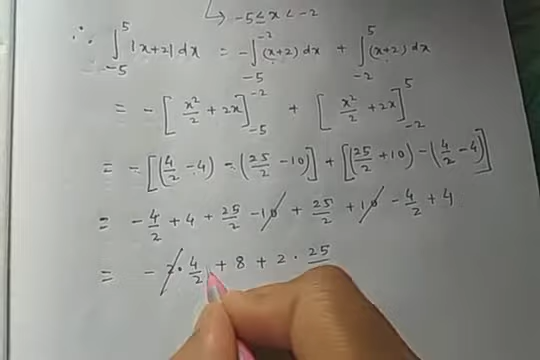 ↳ -5 ≤ x < -2
∴ ∫_{-5}^{5} |x+2| dx = -∫_{-5}^{-2} (x+2) dx + ∫_{-2}^{5} (x+2) dx
= -[x²/2 + 2x]_{-5}^{-2} + [x²/2 + 2x]_{-2}^{5}
= -[(4/2 - 4) - (25/2 - 10)] + [(25/2 + 10) - (4/2 - 4)]
= -4/2 + 4 + 25/2 - 10 + 25/2 + 10 - 4/2 + 4
= - 2 · 4/2 + 8 + 2 · 25